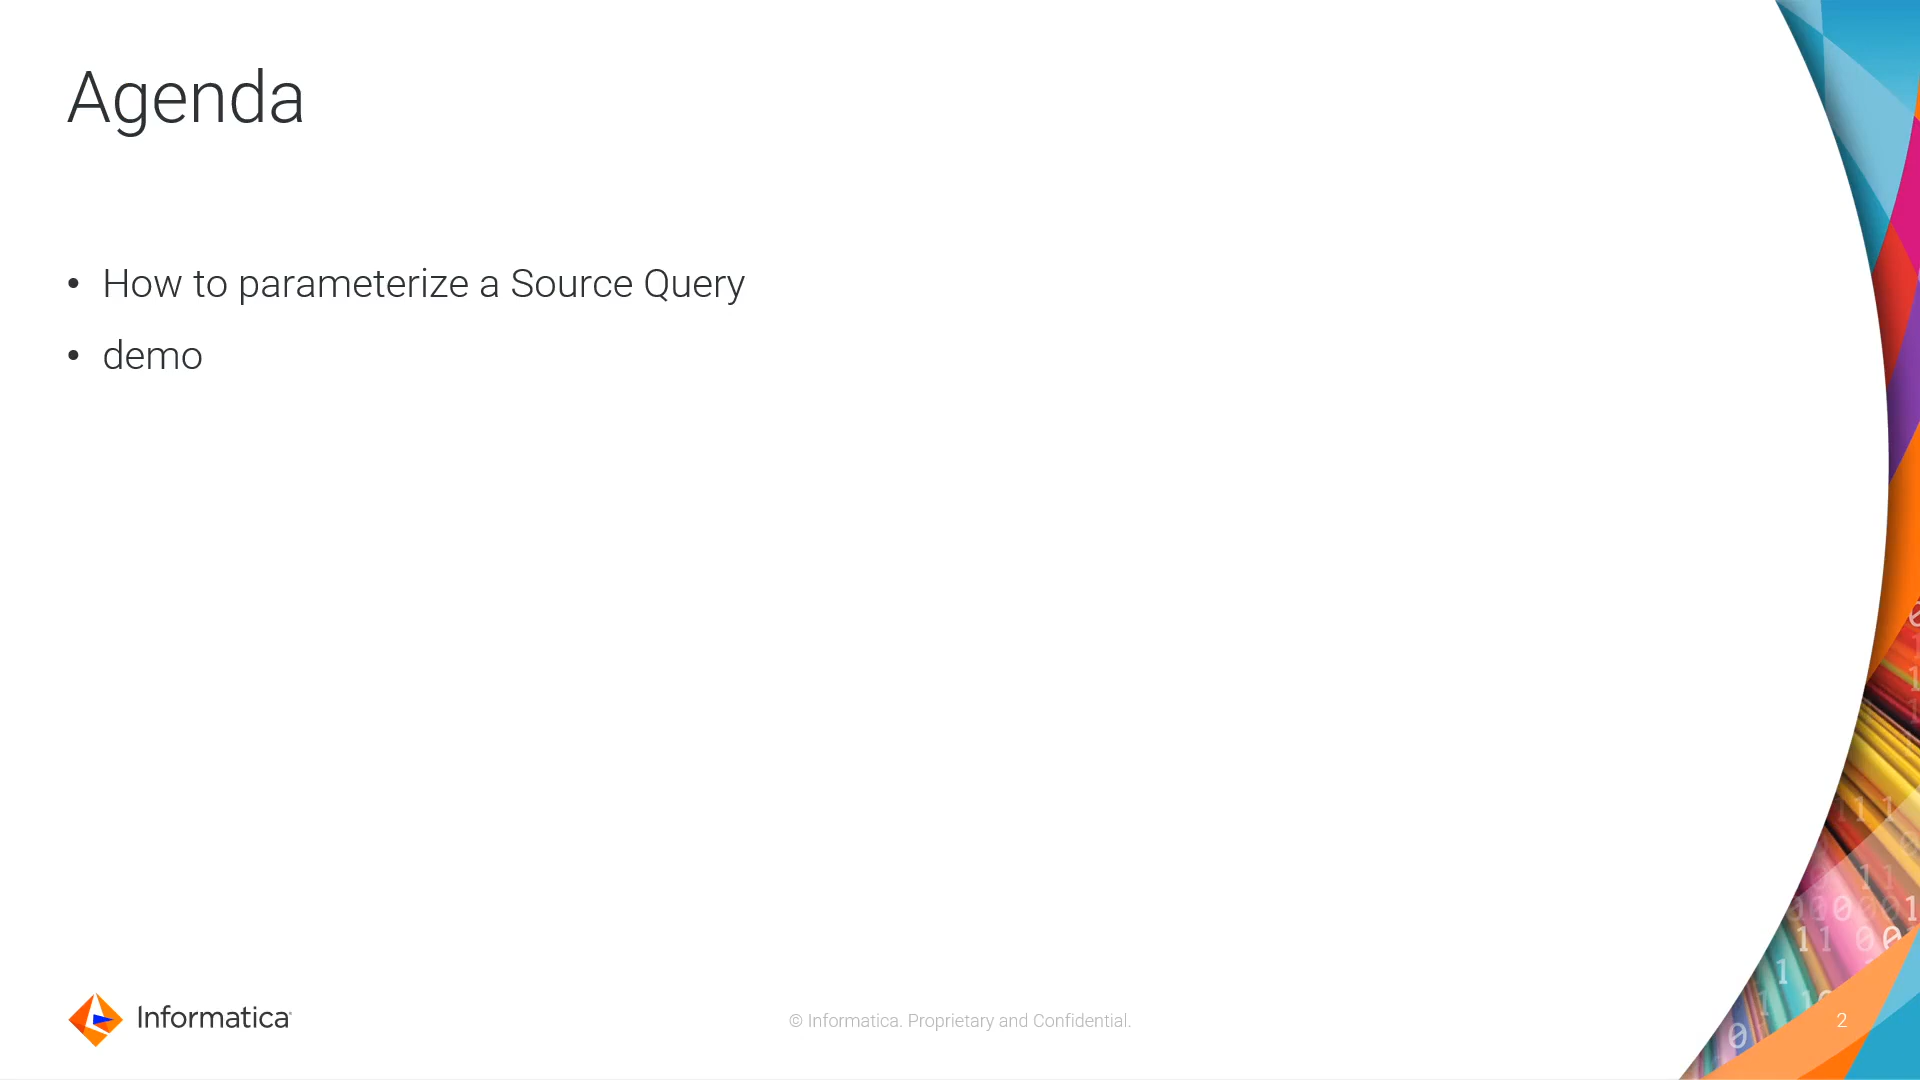 Agenda
• How to parameterize a Source Query
• demo
Informatica
© Informatica. Proprietary and Confidential.
2